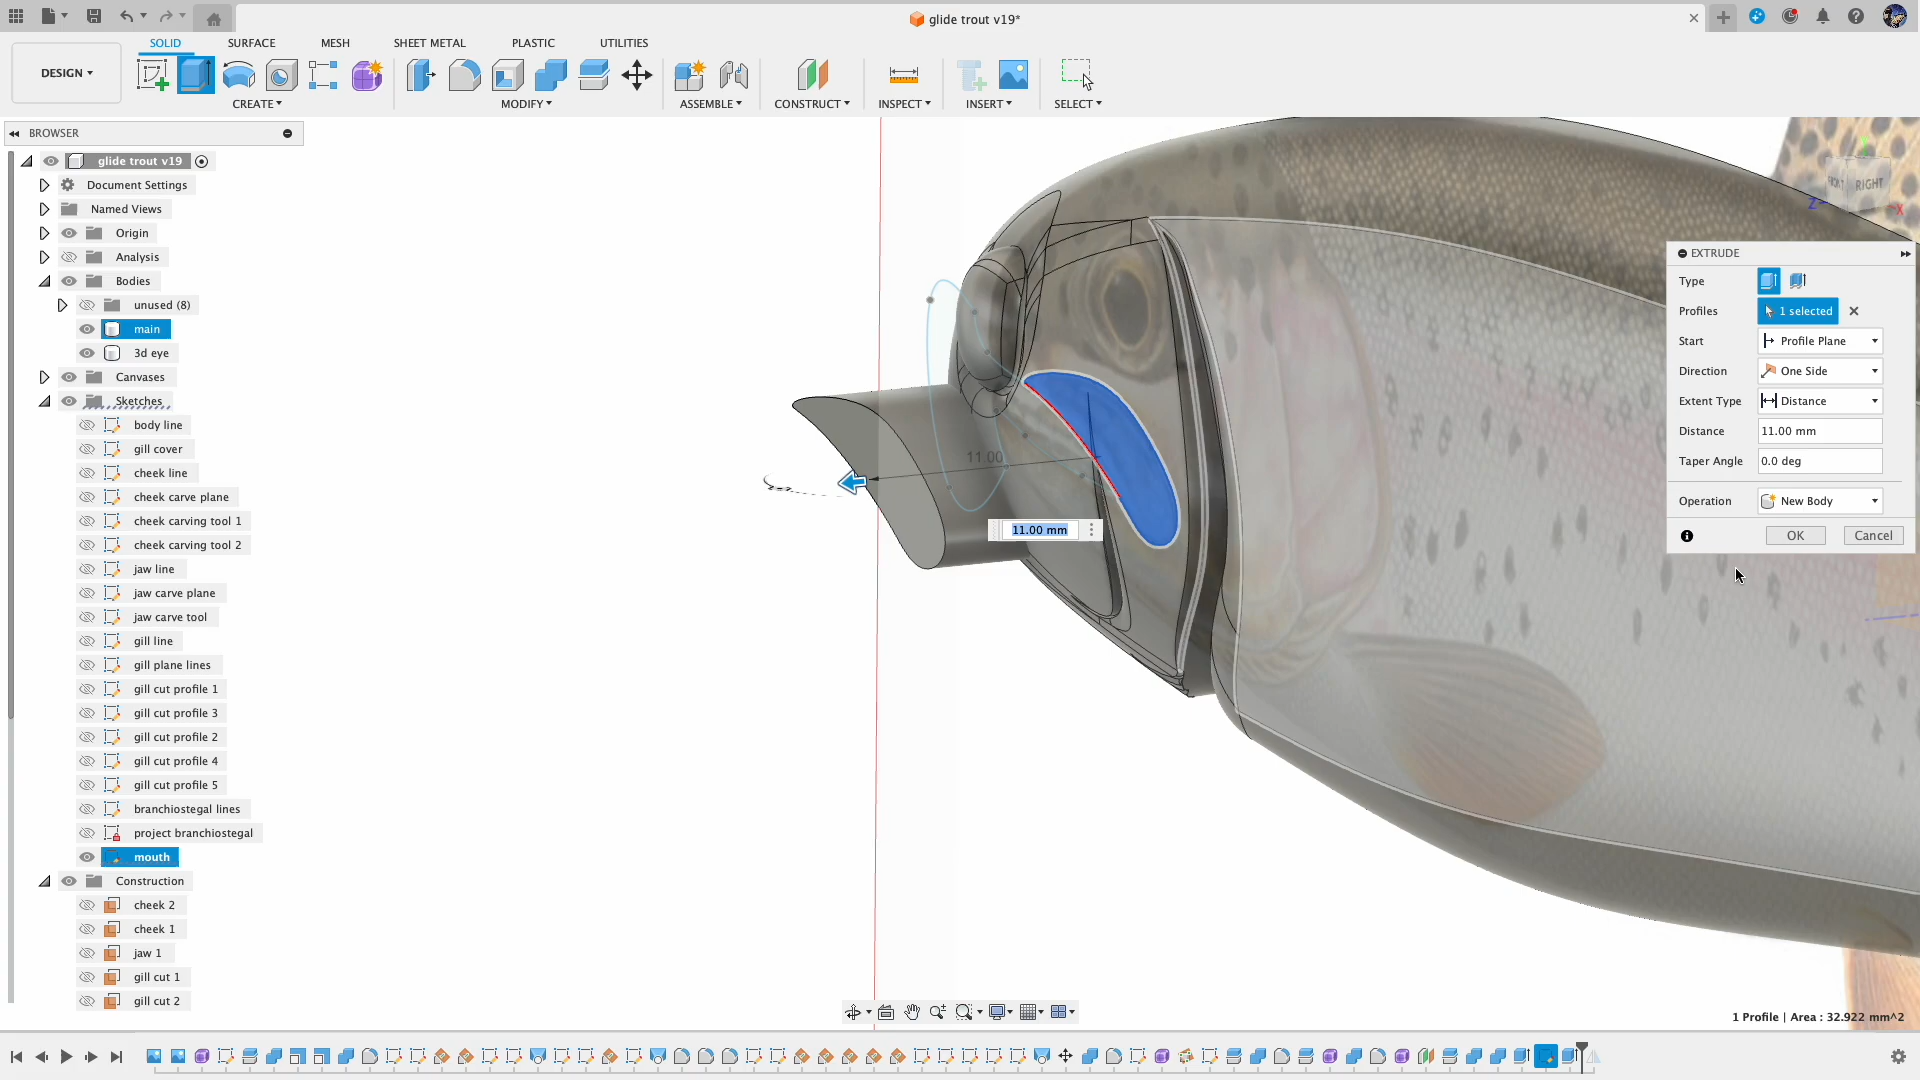 glide trout v19*
DESIGN
SOLID SURFACE MESH SHEET METAL PLASTIC UTILITIES
CREATE MODIFY ASSEMBLE CONSTRUCT INSPECT INSERT SELECT
BROWSER
glide trout v19
Document Settings
Named Views
Origin
Analysis
Bodies
unused (8)
main
3d eye
Canvases
Sketches
body line
gill cover
cheek line
cheek carve plane
cheek carving tool 1
cheek carving tool 2
jaw line
jaw carve plane
jaw carve tool
gill line
gill plane lines
gill cut profile 1
gill cut profile 3
gill cut profile 2
gill cut profile 4
gill cut profile 5
branchiostegal lines
project branchiostegal
mouth
Construction
cheek 2
cheek 1
jaw 1
gill cut 1
gill cut 2
11.00
11.00 mm
FRONT RIGHT
Z X
EXTRUDE
Type
Profiles 1 selected
Start Profile Plane
Direction One Side
Extent Type Distance
Distance 11.00 mm
Taper Angle 0.0 deg
Operation New Body
OK Cancel
1 Profile | Area : 32.922 mm^2